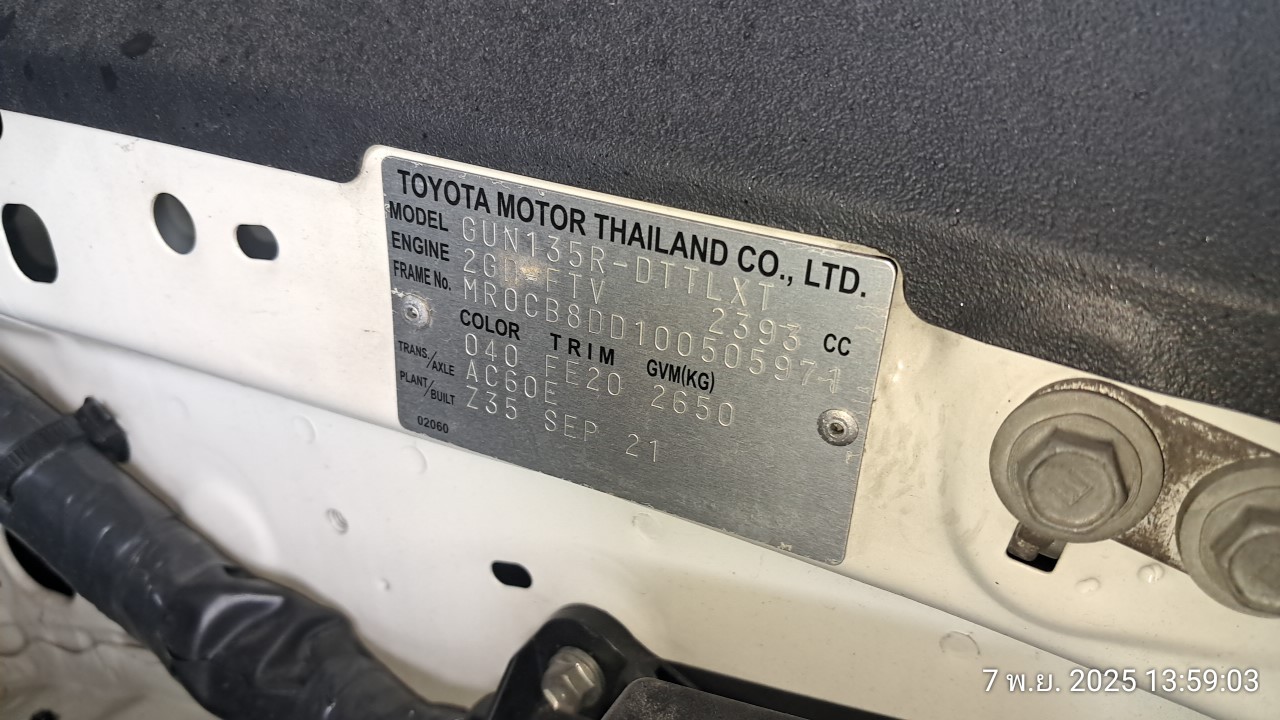 TOYOTA MOTOR THAILAND CO., LTD.
MODEL GUN135R-DTTLXT
ENGINE 2GD-FTV 2393 CC
FRAME No. MR0CB8DD100505971
COLOR TRIM GVM(KG)
040 FE20 2650
TRANS./AXLE AC60E
PLANT/BUILT Z35 SEP 21
02060
7 พ.ย. 2025 13:59:03